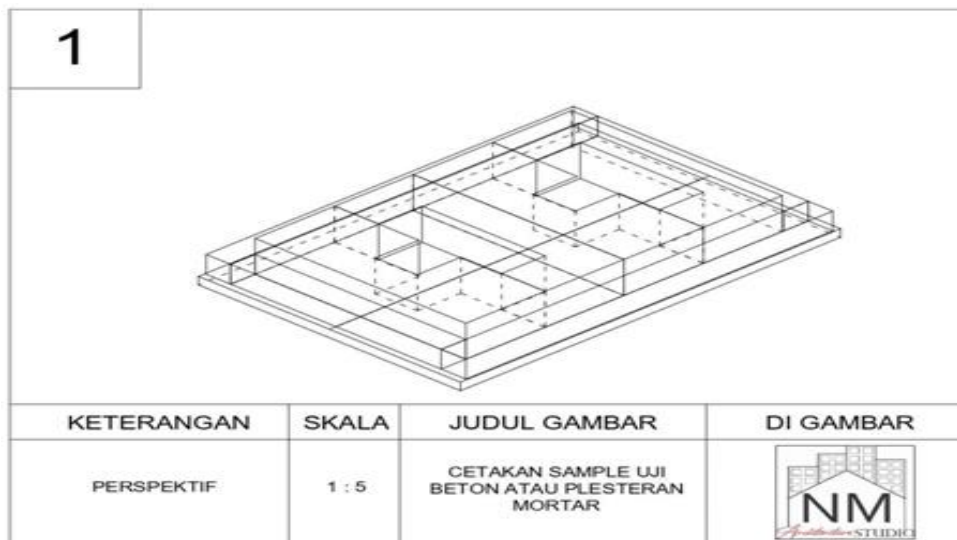 1
KETERANGAN
SKALA
JUDUL GAMBAR
DI GAMBAR
PERSPEKTIF
1 : 5
CETAKAN SAMPLE UJI
BETON ATAU PLESTERAN
MORTAR
NM
STUDIO